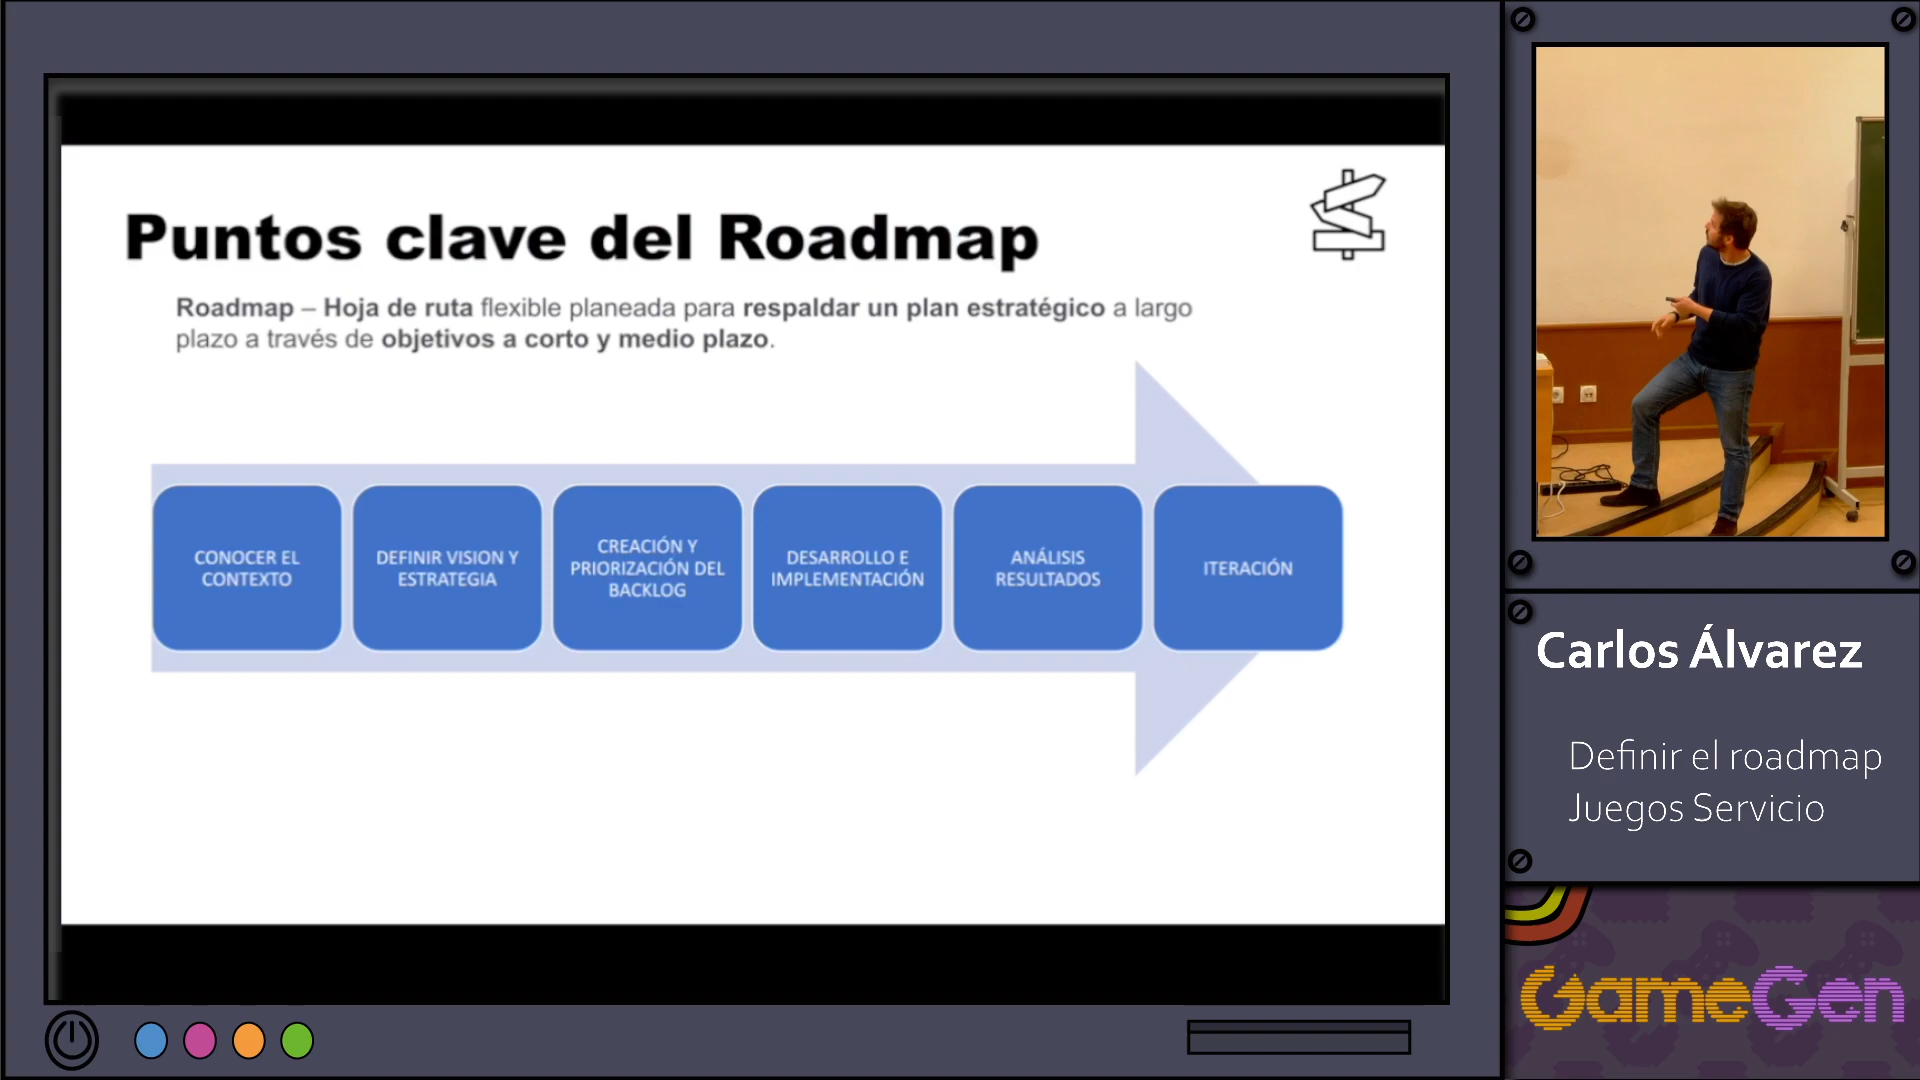 Puntos clave del Roadmap
Roadmap – Hoja de ruta flexible planeada para respaldar un plan estratégico a largo
plazo a través de objetivos a corto y medio plazo.
CONOCER EL
CONTEXTO
DEFINIR VISION Y
ESTRATEGIA
CREACIÓN Y
PRIORIZACIÓN DEL
BACKLOG
DESARROLLO E
IMPLEMENTACIÓN
ANÁLISIS
RESULTADOS
ITERACIÓN
Carlos Álvarez
Definir el roadmap
Juegos Servicio
GameGen